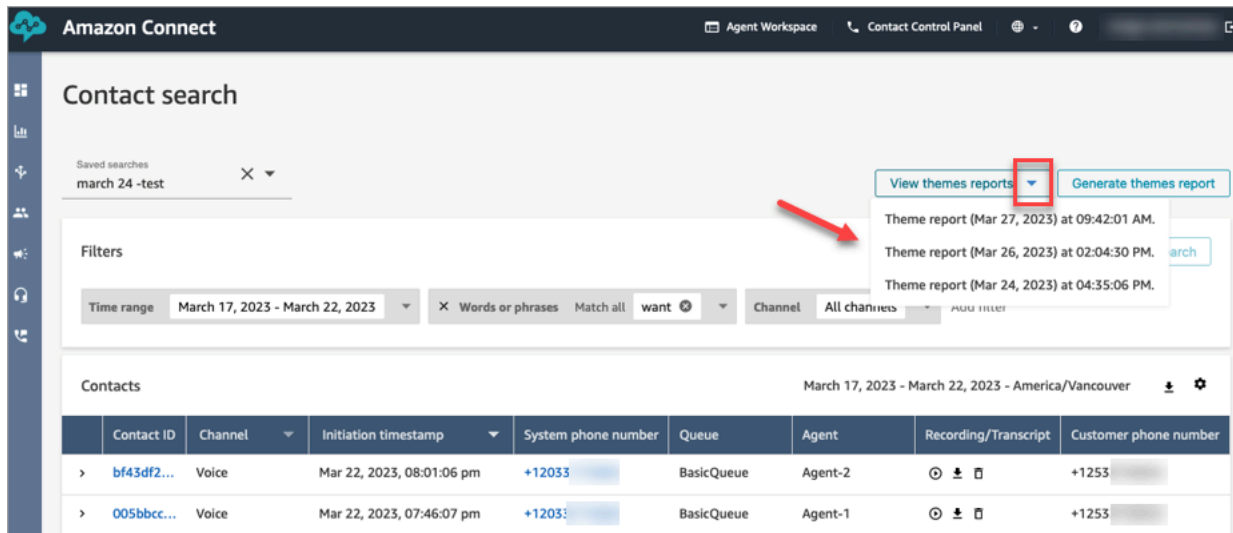 Amazon Connect
Agent Workspace
Contact Control Panel
Contact search
Saved searches
march 24 -test
View themes reports
Generate themes report
Theme report (Mar 27, 2023) at 09:42:01 AM.
Theme report (Mar 26, 2023) at 02:04:30 PM.
Theme report (Mar 24, 2023) at 04:35:06 PM.
Filters
Time range March 17, 2023 - March 22, 2023
Words or phrases Match all want
Channel All channels
Add filter
Contacts
March 17, 2023 - March 22, 2023 - America/Vancouver
Contact ID Channel Initiation timestamp System phone number Queue Agent Recording/Transcript Customer phone number
bf43df2... Voice Mar 22, 2023, 08:01:06 pm +12033 BasicQueue Agent-2 +1253
005bbcc... Voice Mar 22, 2023, 07:46:07 pm +1203 BasicQueue Agent-1 +1253